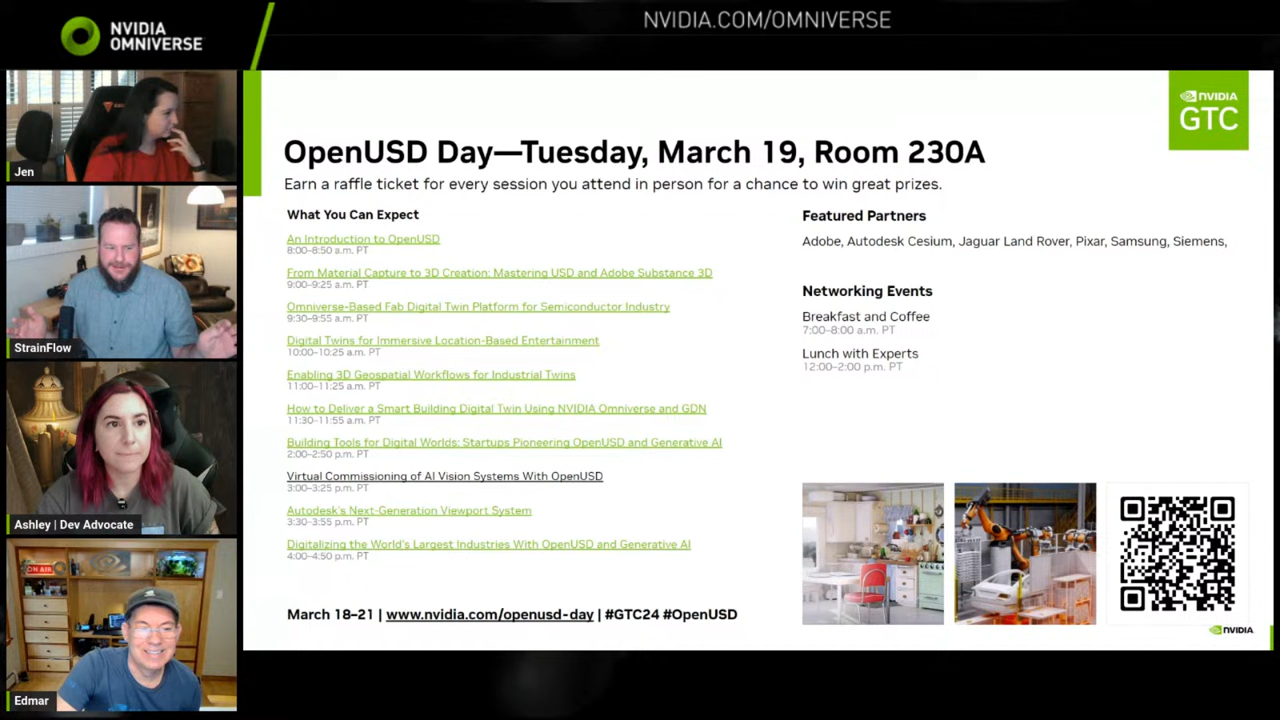 NVIDIA
OMNIVERSE
NVIDIA.COM/OMNIVERSE
Jen
StrainFlow
Ashley | Dev Advocate
ON AIR
Edmar
NVIDIA
GTC
OpenUSD Day—Tuesday, March 19, Room 230A
Earn a raffle ticket for every session you attend in person for a chance to win great prizes.
What You Can Expect
An Introduction to OpenUSD
8:00–8:50 a.m. PT
From Material Capture to 3D Creation: Mastering USD and Adobe Substance 3D
9:00–9:25 a.m. PT
Omniverse-Based Fab Digital Twin Platform for Semiconductor Industry
9:30–9:55 a.m. PT
Digital Twins for Immersive Location-Based Entertainment
10:00–10:25 a.m. PT
Enabling 3D Geospatial Workflows for Industrial Twins
11:00–11:25 a.m. PT
How to Deliver a Smart Building Digital Twin Using NVIDIA Omniverse and GDN
11:30–11:55 a.m. PT
Building Tools for Digital Worlds: Startups Pioneering OpenUSD and Generative AI
2:00–2:50 p.m. PT
Virtual Commissioning of AI Vision Systems With OpenUSD
3:00–3:25 p.m. PT
Autodesk's Next-Generation Viewport System
3:30–3:55 p.m. PT
Digitalizing the World's Largest Industries With OpenUSD and Generative AI
4:00–4:50 p.m. PT
March 18–21 | www.nvidia.com/openusd-day | #GTC24 #OpenUSD
Featured Partners
Adobe, Autodesk Cesium, Jaguar Land Rover, Pixar, Samsung, Siemens,
Networking Events
Breakfast and Coffee
7:00–8:00 a.m. PT
Lunch with Experts
12:00–2:00 p.m. PT
NVIDIA